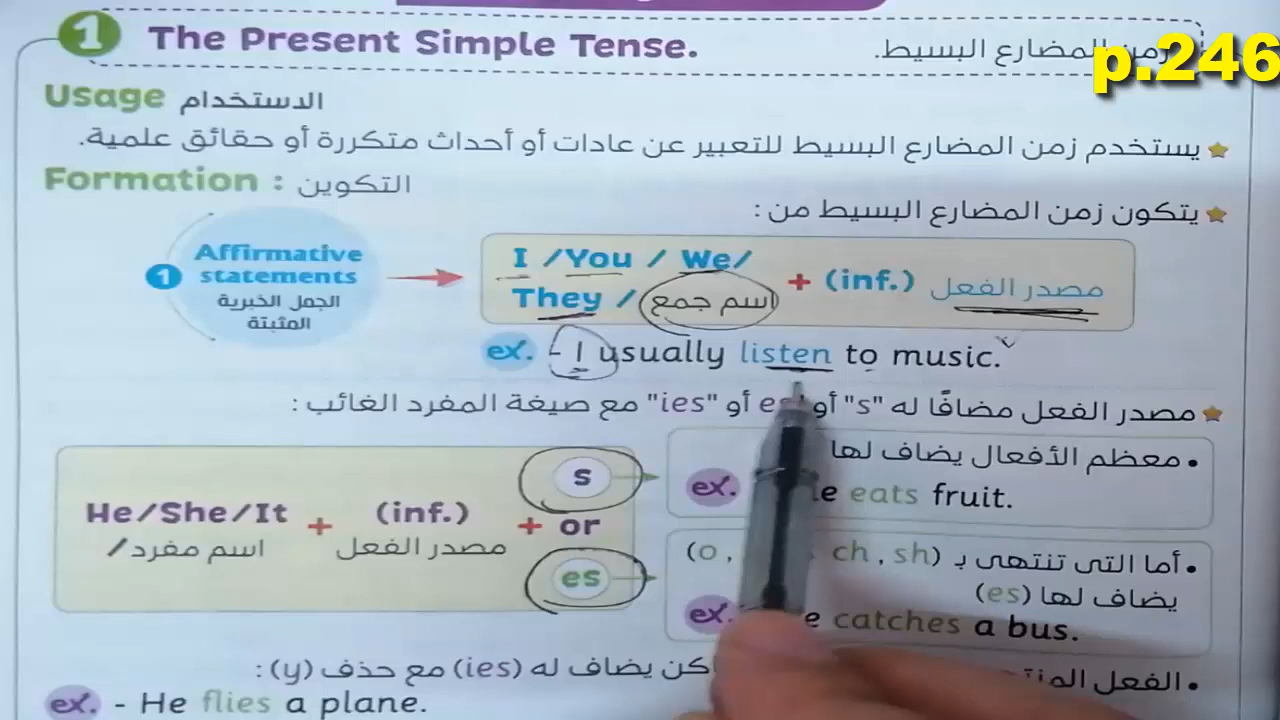 1 The Present Simple Tense.
زمن المضارع البسيط.
p.246
Usage الاستخدام
يستخدم زمن المضارع البسيط للتعبير عن عادات أو أحداث متكررة أو حقائق علمية.
Formation : التكوين
يتكون زمن المضارع البسيط من :
1 Affirmative statements
الجمل الخبرية المثبتة
I /You / We/
They / اسم جمع
+ (inf.) مصدر الفعل
ex. - I usually listen to music.
مصدر الفعل مضافًا له "s" أو "es" أو "ies" مع صيغة المفرد الغائب :
He/She/It / اسم مفرد + (inf.) مصدر الفعل + s or es
• معظم الأفعال يضاف لها
ex. eats fruit.
• أما التى تنتهى بـ (o , ch , sh)
يضاف لها (es)
ex. catches a bus.
• الفعل يضاف له (ies) مع حذف (y) :
ex. - He flies a plane.